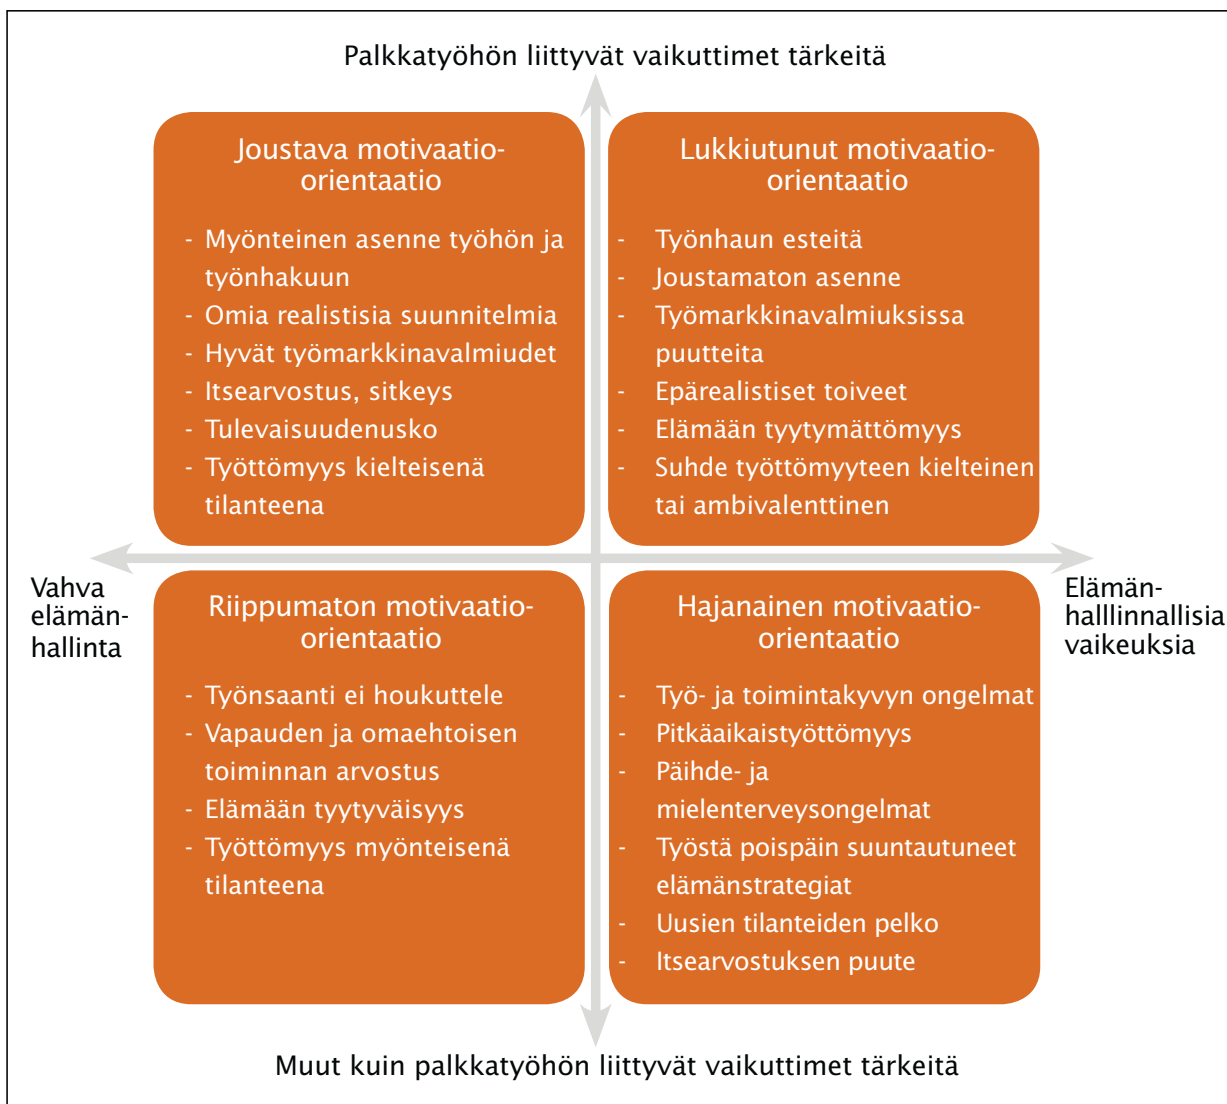 Palkkatyöhön liittyvät vaikuttimet tärkeitä
Joustava motivaatio-
orientaatio
- Myönteinen asenne työhön ja
työnhakuun
- Omia realistisia suunnitelmia
- Hyvät työmarkkinavalmiudet
- Itsearvostus, sitkeys
- Tulevaisuudenusko
- Työttömyys kielteisenä
tilanteena
Lukkiutunut motivaatio-
orientaatio
- Työnhaun esteitä
- Joustamaton asenne
- Työmarkkinavalmiuksissa
puutteita
- Epärealistiset toiveet
- Elämään tyytymättömyys
- Suhde työttömyyteen kielteinen
tai ambivalenttinen
Vahva
elämän-
hallinta
Elämän-
halllinnallisia
vaikeuksia
Riippumaton motivaatio-
orientaatio
- Työnsaanti ei houkuttele
- Vapauden ja omaehtoisen
toiminnan arvostus
- Elämään tyytyväisyys
- Työttömyys myönteisenä
tilanteena
Hajanainen motivaatio-
orientaatio
- Työ- ja toimintakyvyn ongelmat
- Pitkäaikaistyöttömyys
- Päihde- ja
mielenterveysongelmat
- Työstä poispäin suuntautuneet
elämänstrategiat
- Uusien tilanteiden pelko
- Itsearvostuksen puute
Muut kuin palkkatyöhön liittyvät vaikuttimet tärkeitä